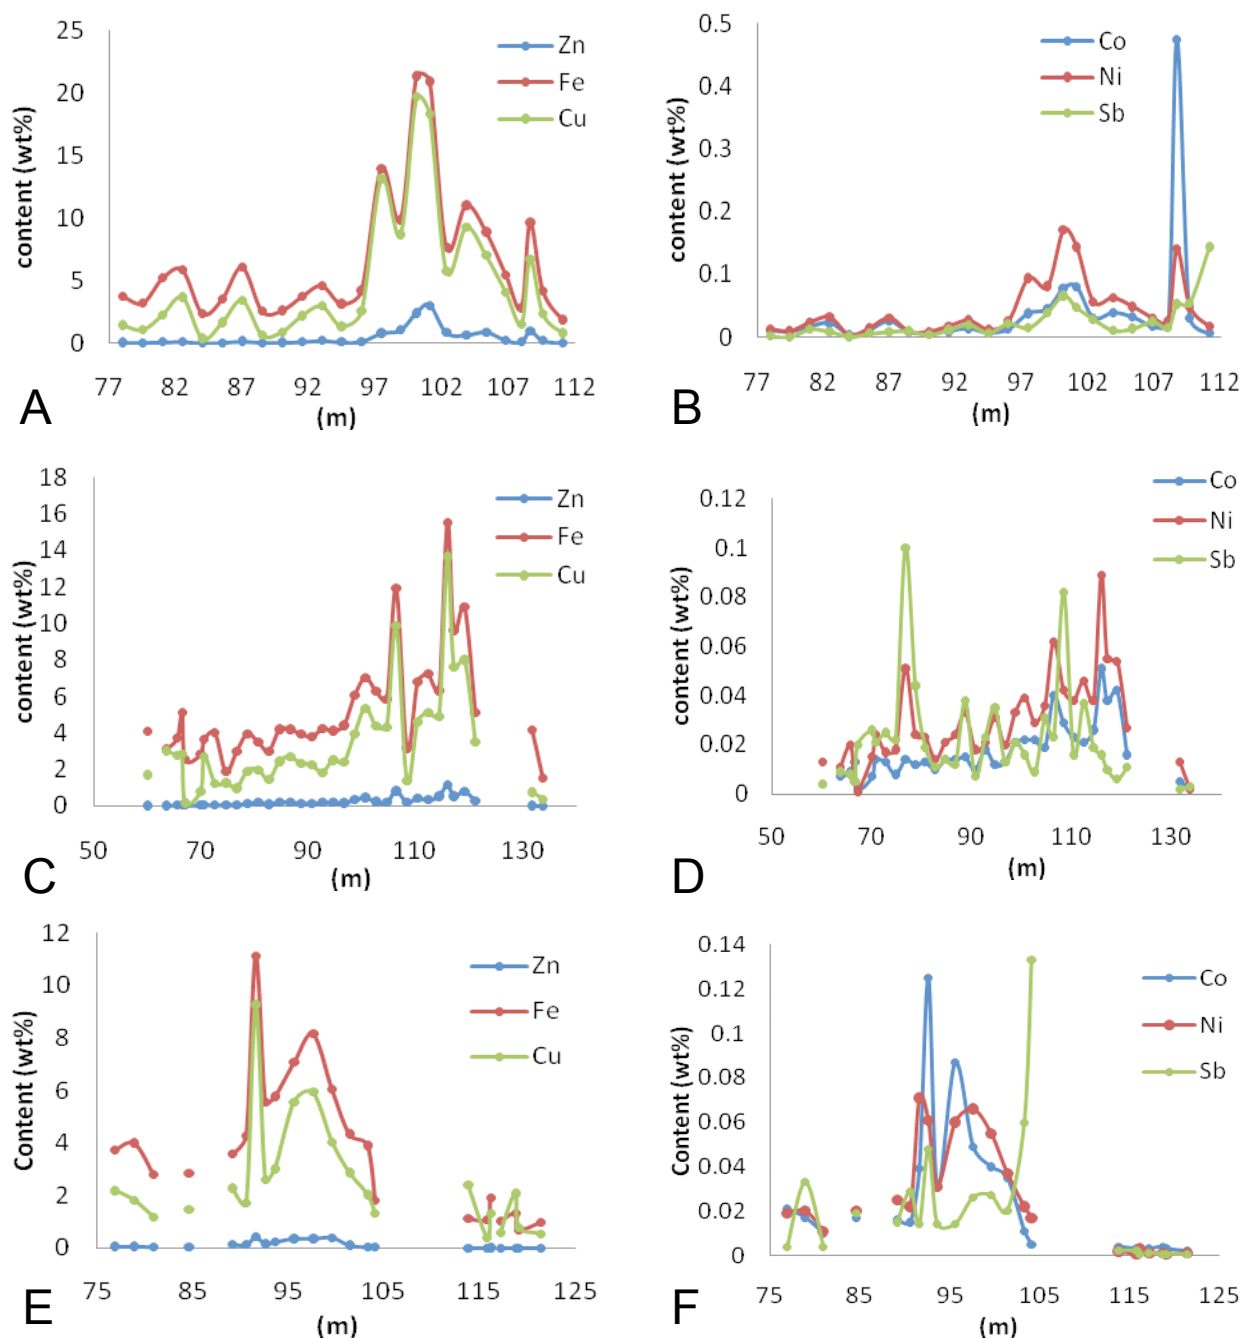 25
20
15
10
5
0
content (wt%)
Zn
Fe
Cu
77 82 87 92 97 102 107 112
(m)
A
0.5
0.4
0.3
0.2
0.1
0
content (wt%)
Co
Ni
Sb
77 82 87 92 97 102 107 112
(m)
B
18
16
14
12
10
8
6
4
2
0
content (wt%)
Zn
Fe
Cu
50 70 90 110 130
(m)
C
0.12
0.1
0.08
0.06
0.04
0.02
0
content (wt%)
Co
Ni
Sb
50 70 90 110 130
(m)
D
12
10
8
6
4
2
0
Content (wt%)
Zn
Fe
Cu
75 85 95 105 115 125
(m)
E
0.14
0.12
0.1
0.08
0.06
0.04
0.02
0
Content (wt%)
Co
Ni
Sb
75 85 95 105 115 125
(m)
F